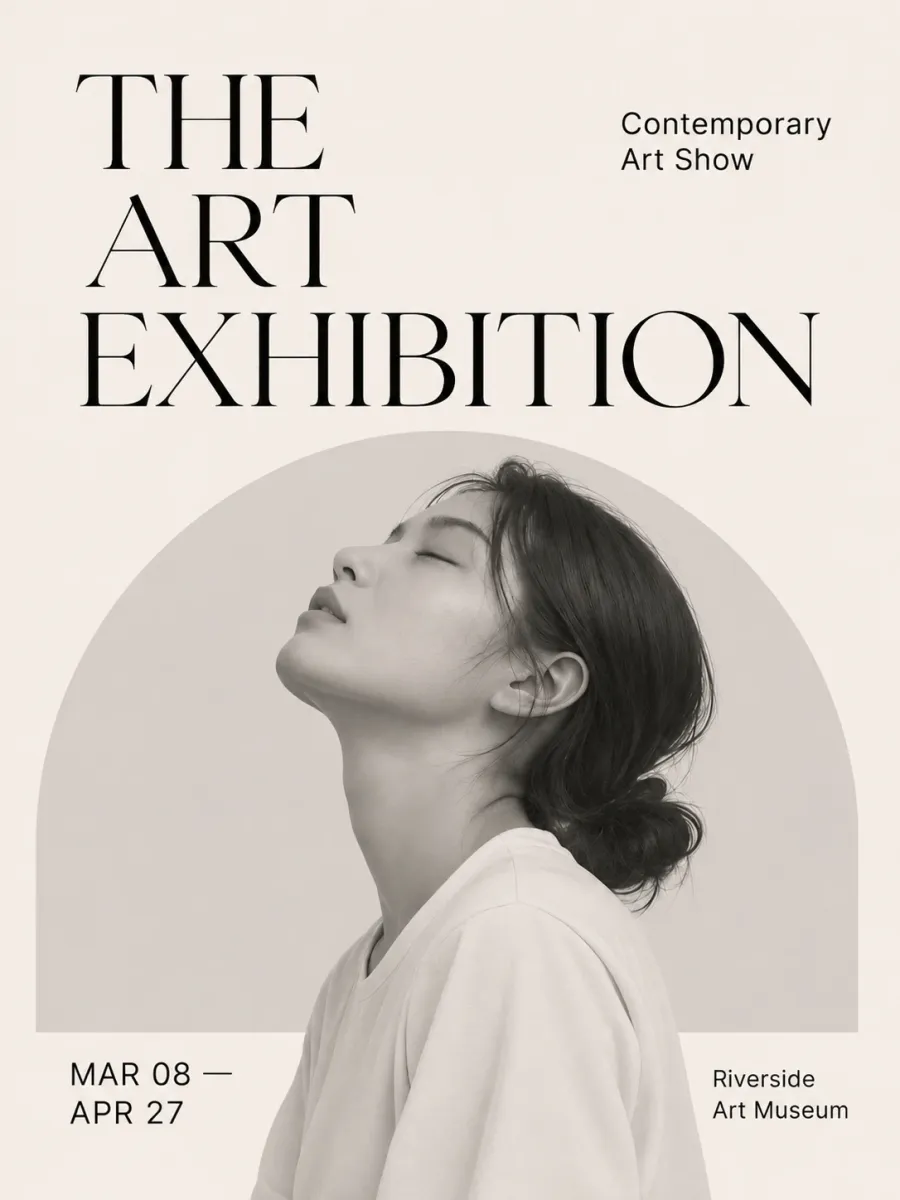 THE
ART
EXHIBITION
Contemporary
Art Show
MAR 08 —
APR 27
Riverside
Art Museum